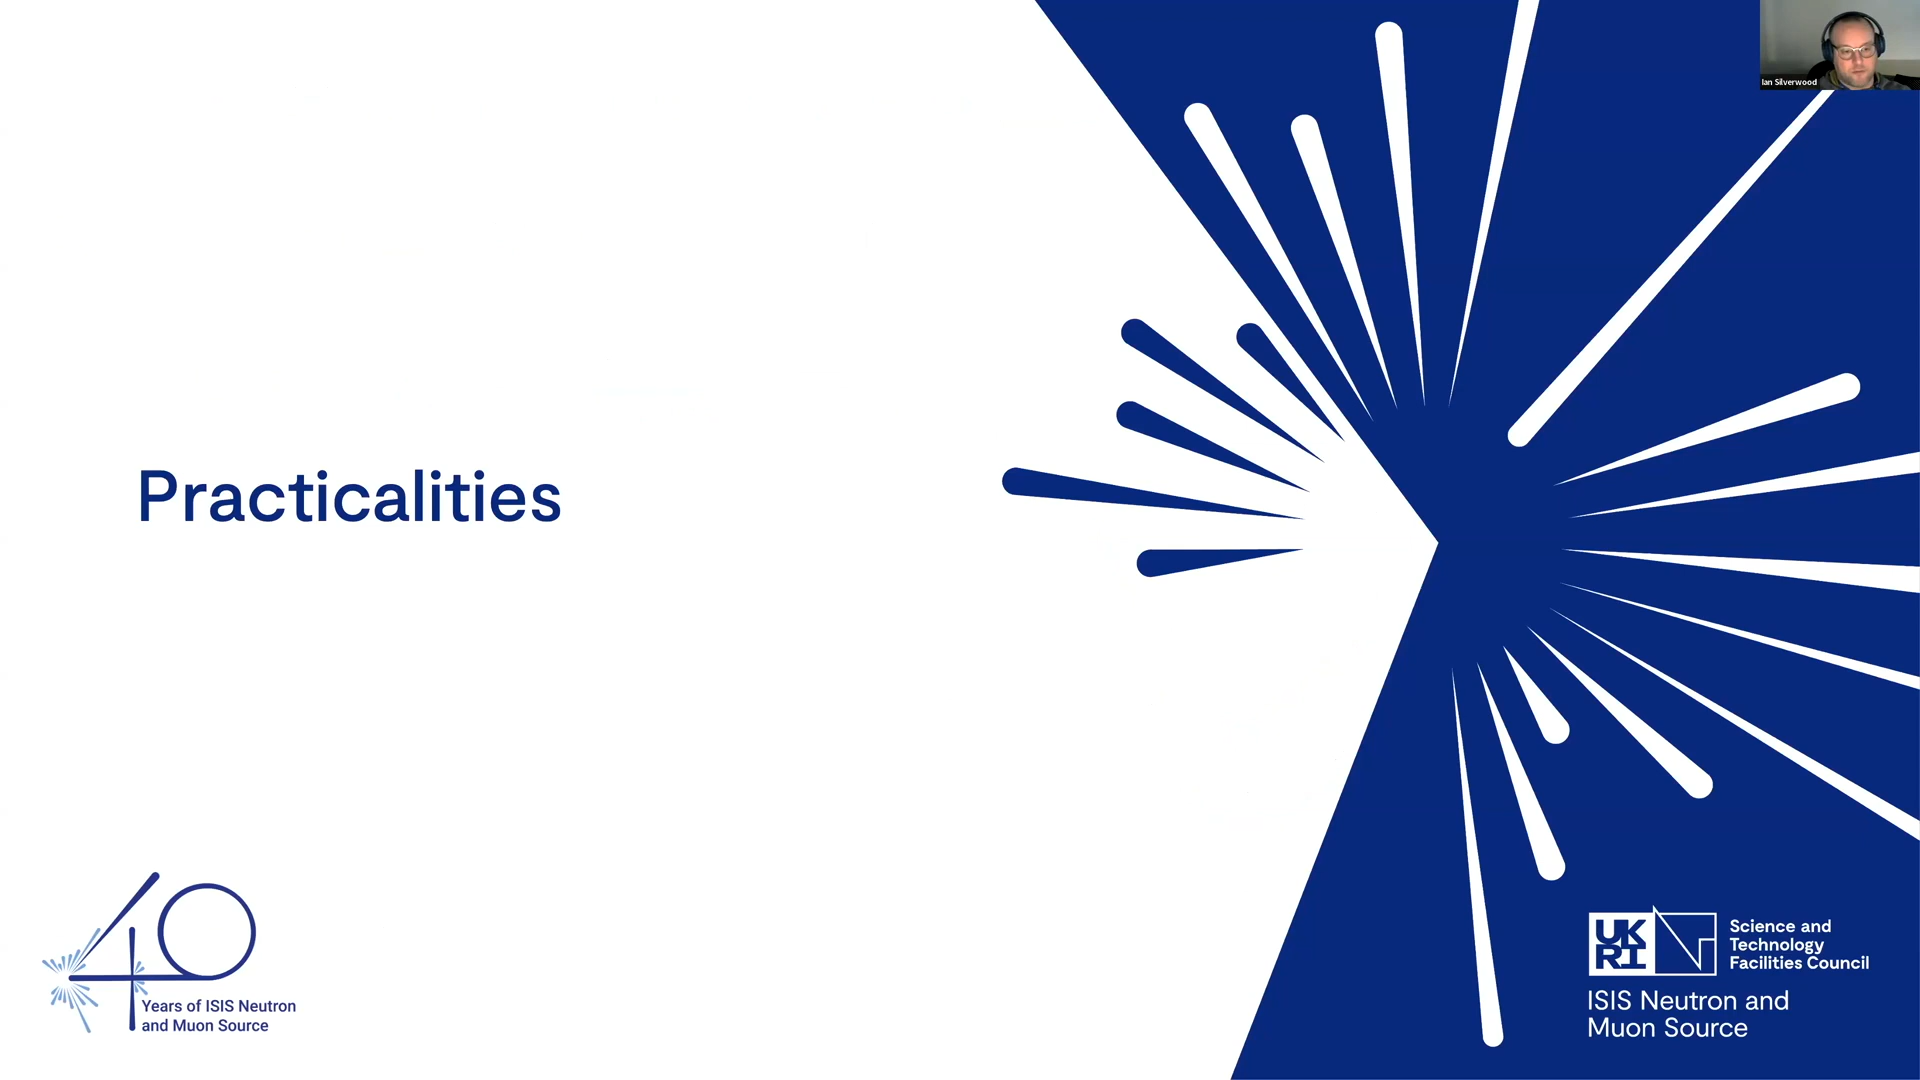 Ian Silverwood
Practicalities
40
Years of ISIS Neutron
and Muon Source
UK
RI
Science and
Technology
Facilities Council
ISIS Neutron and
Muon Source